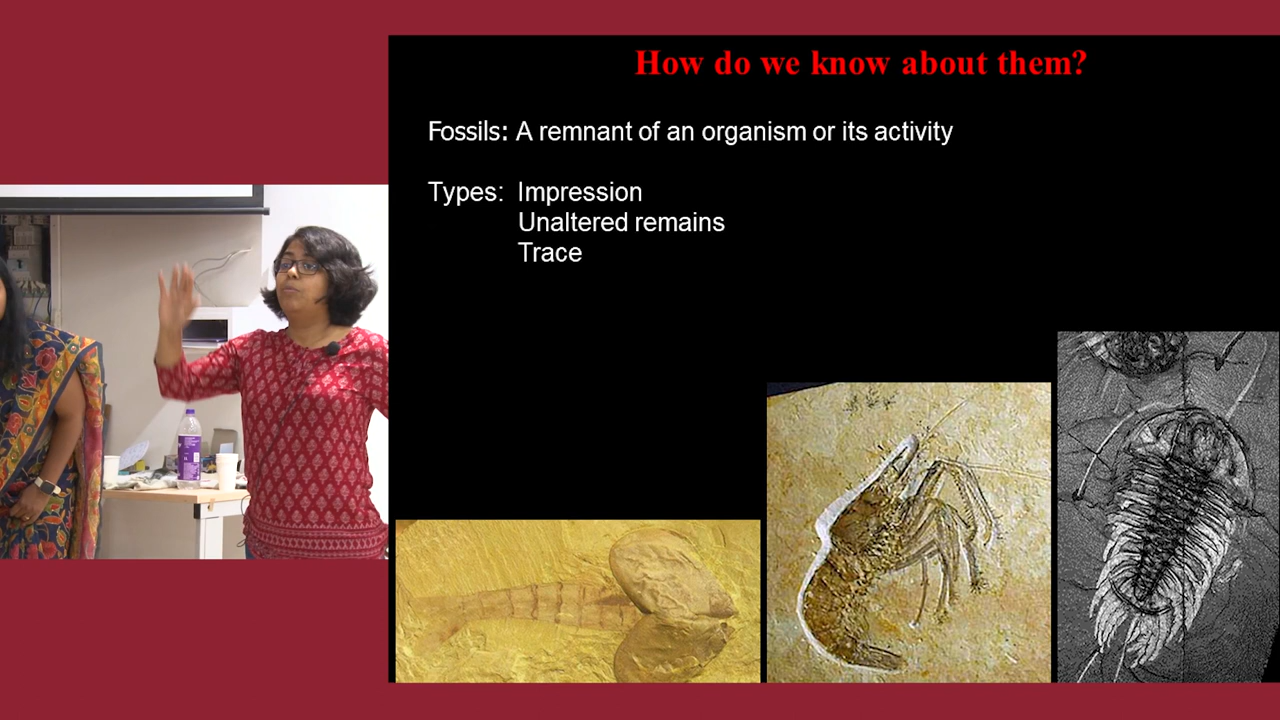 How do we know about them?
Fossils: A remnant of an organism or its activity
Types: Impression
Unaltered remains
Trace